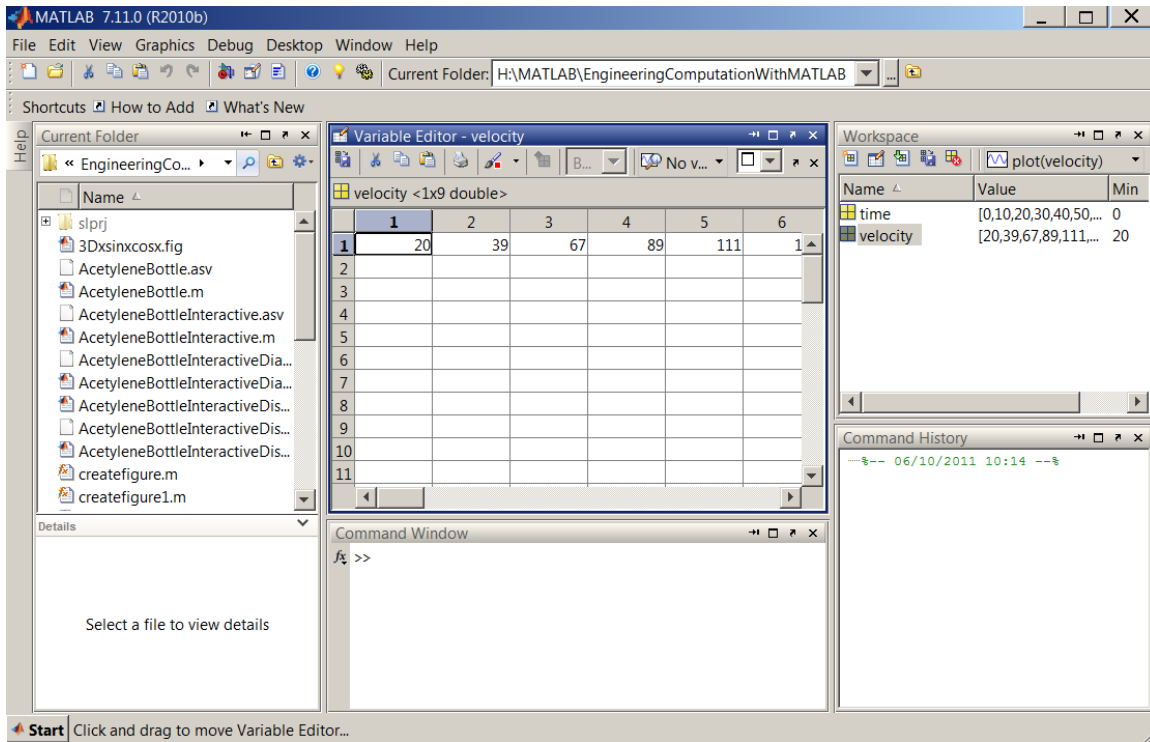 MATLAB 7.11.0 (R2010b)
File Edit View Graphics Debug Desktop Window Help
Current Folder: H:\MATLAB\EngineeringComputationWithMATLAB ...
Shortcuts How to Add What's New
Help
Current Folder
« EngineeringCo...
Name
slprj
3Dxsinxcosx.fig
AcetyleneBottle.asv
AcetyleneBottle.m
AcetyleneBottleInteractive.asv
AcetyleneBottleInteractive.m
AcetyleneBottleInteractiveDia...
AcetyleneBottleInteractiveDia...
AcetyleneBottleInteractiveDis...
AcetyleneBottleInteractiveDis...
AcetyleneBottleInteractiveDis...
createfigure.m
createfigure1.m
Details
Select a file to view details
Variable Editor - velocity
B... No v...
velocity <1x9 double>
1 2 3 4 5 6
1 20 39 67 89 111 1
2
3
4
5
6
7
8
9
10
11
Command Window
fx >>
Workspace
plot(velocity)
Name Value Min
time [0,10,20,30,40,50,... 0
velocity [20,39,67,89,111,... 20
Command History
%-- 06/10/2011 10:14 --%
Start Click and drag to move Variable Editor...